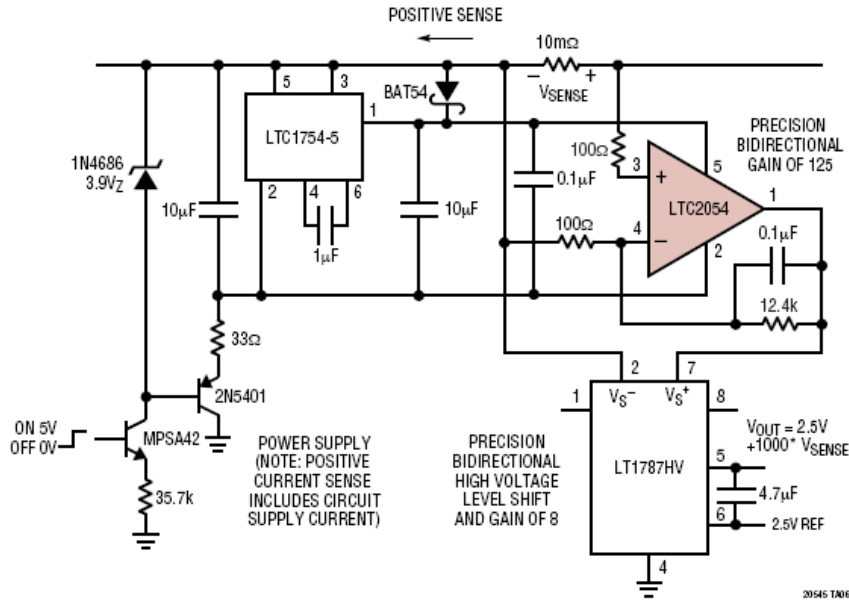 POSITIVE SENSE
10mΩ
− +
VSENSE
BAT54
5
3
1
LTC1754-5
2
4
6
1µF
1N4686
3.9VZ
10µF
10µF
0.1µF
100Ω
100Ω
3
+
4
−
5
LTC2054
1
2
PRECISION
BIDIRECTIONAL
GAIN OF 125
0.1µF
12.4k
33Ω
2N5401
ON 5V
OFF 0V
MPSA42
35.7k
POWER SUPPLY
(NOTE: POSITIVE
CURRENT SENSE
INCLUDES CIRCUIT
SUPPLY CURRENT)
PRECISION
BIDIRECTIONAL
HIGH VOLTAGE
LEVEL SHIFT
AND GAIN OF 8
2
7
1
VS−
VS+
8
LT1787HV
5
6
4
VOUT = 2.5V
+1000* VSENSE
4.7µF
2.5V REF
20545 TA06